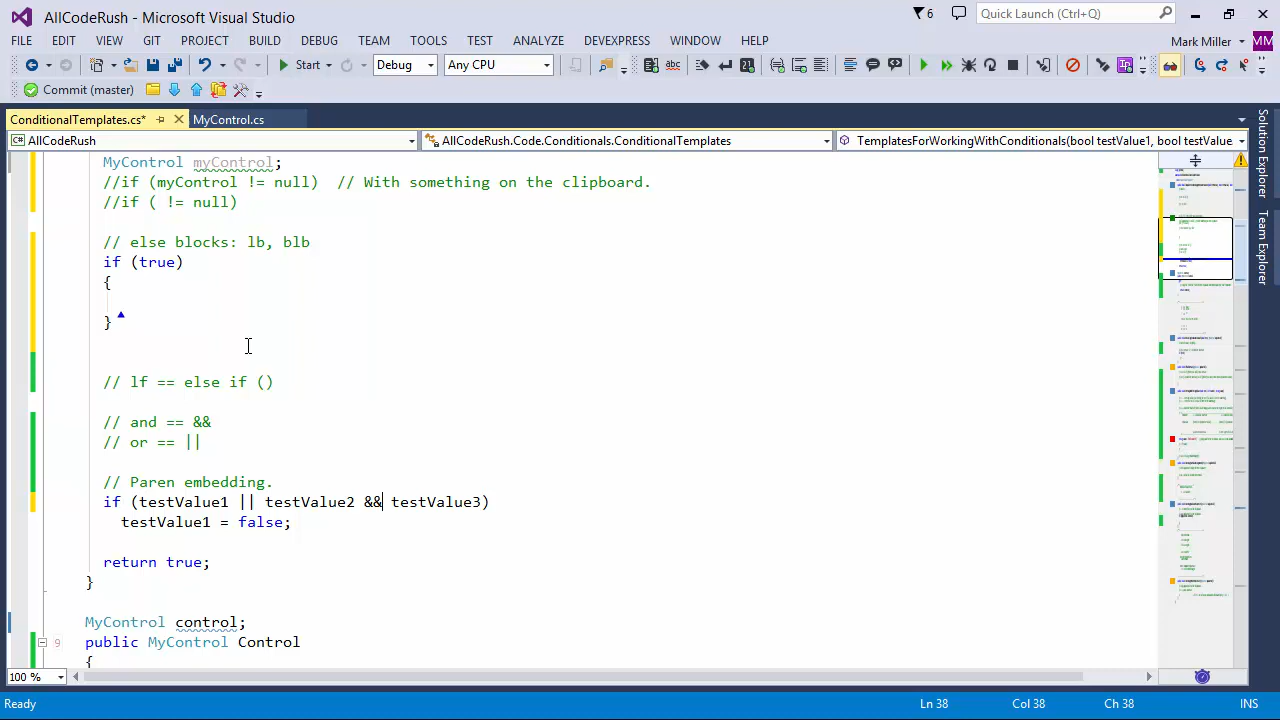 AllCodeRush - Microsoft Visual Studio
6
Quick Launch (Ctrl+Q)
FILE EDIT VIEW GIT PROJECT BUILD DEBUG TEAM TOOLS TEST ANALYZE DEVEXPRESS WINDOW HELP
Mark Miller
MM
Start Debug Any CPU abc
Commit (master)
ConditionalTemplates.cs* MyControl.cs
AllCodeRush AllCodeRush.Code.Conditionals.ConditionalTemplates TemplatesForWorkingWithConditionals(bool testValue1, bool testValue
MyControl myControl;
//if (myControl != null) // With something on the clipboard.
//if ( != null)
// else blocks: lb, blb
if (true)
{
}
// lf == else if ()
// and == &&
// or == ||
// Paren embedding.
if (testValue1 || testValue2 && testValue3)
testValue1 = false;
return true;
}
MyControl control;
9 public MyControl Control
{
Solution Explorer
Team Explorer
100 %
Ready Ln 38 Col 38 Ch 38 INS